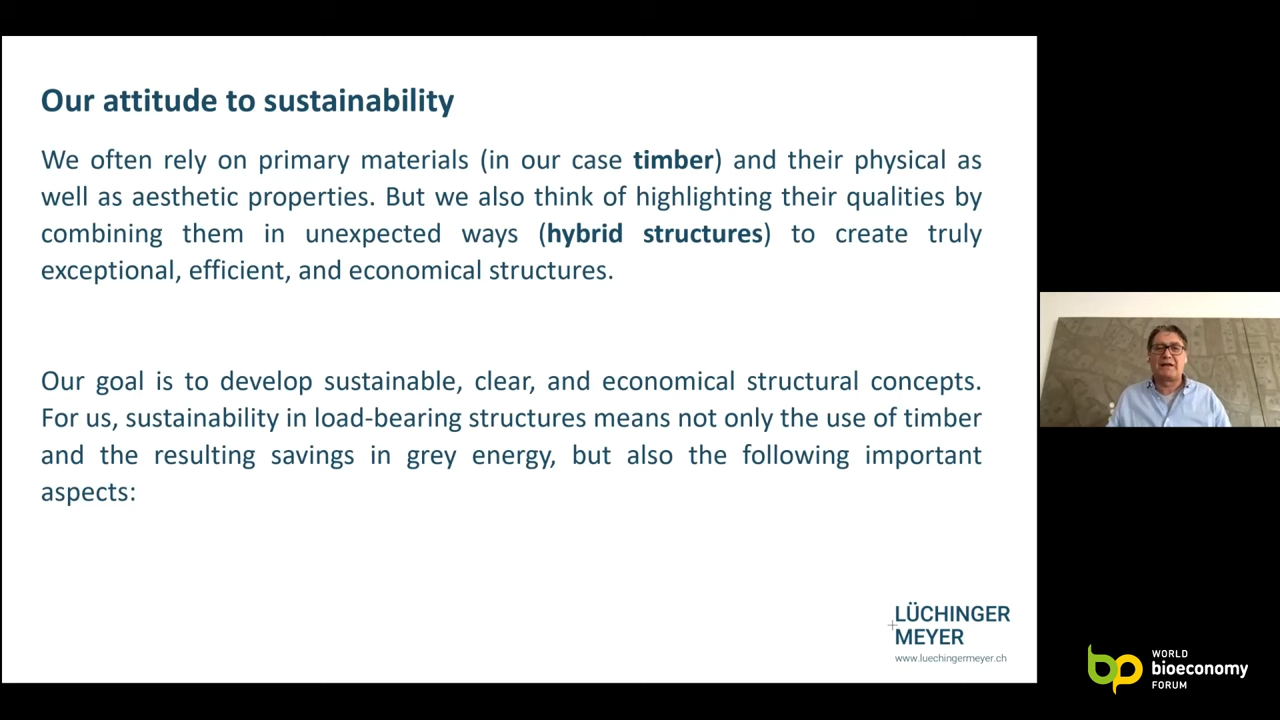 Our attitude to sustainability
We often rely on primary materials (in our case timber) and their physical as
well as aesthetic properties. But we also think of highlighting their qualities by
combining them in unexpected ways (hybrid structures) to create truly
exceptional, efficient, and economical structures.
Our goal is to develop sustainable, clear, and economical structural concepts.
For us, sustainability in load-bearing structures means not only the use of timber
and the resulting savings in grey energy, but also the following important
aspects:
LÜCHINGER
MEYER
www.luechingermeyer.ch
bp
WORLD
bioeconomy
FORUM